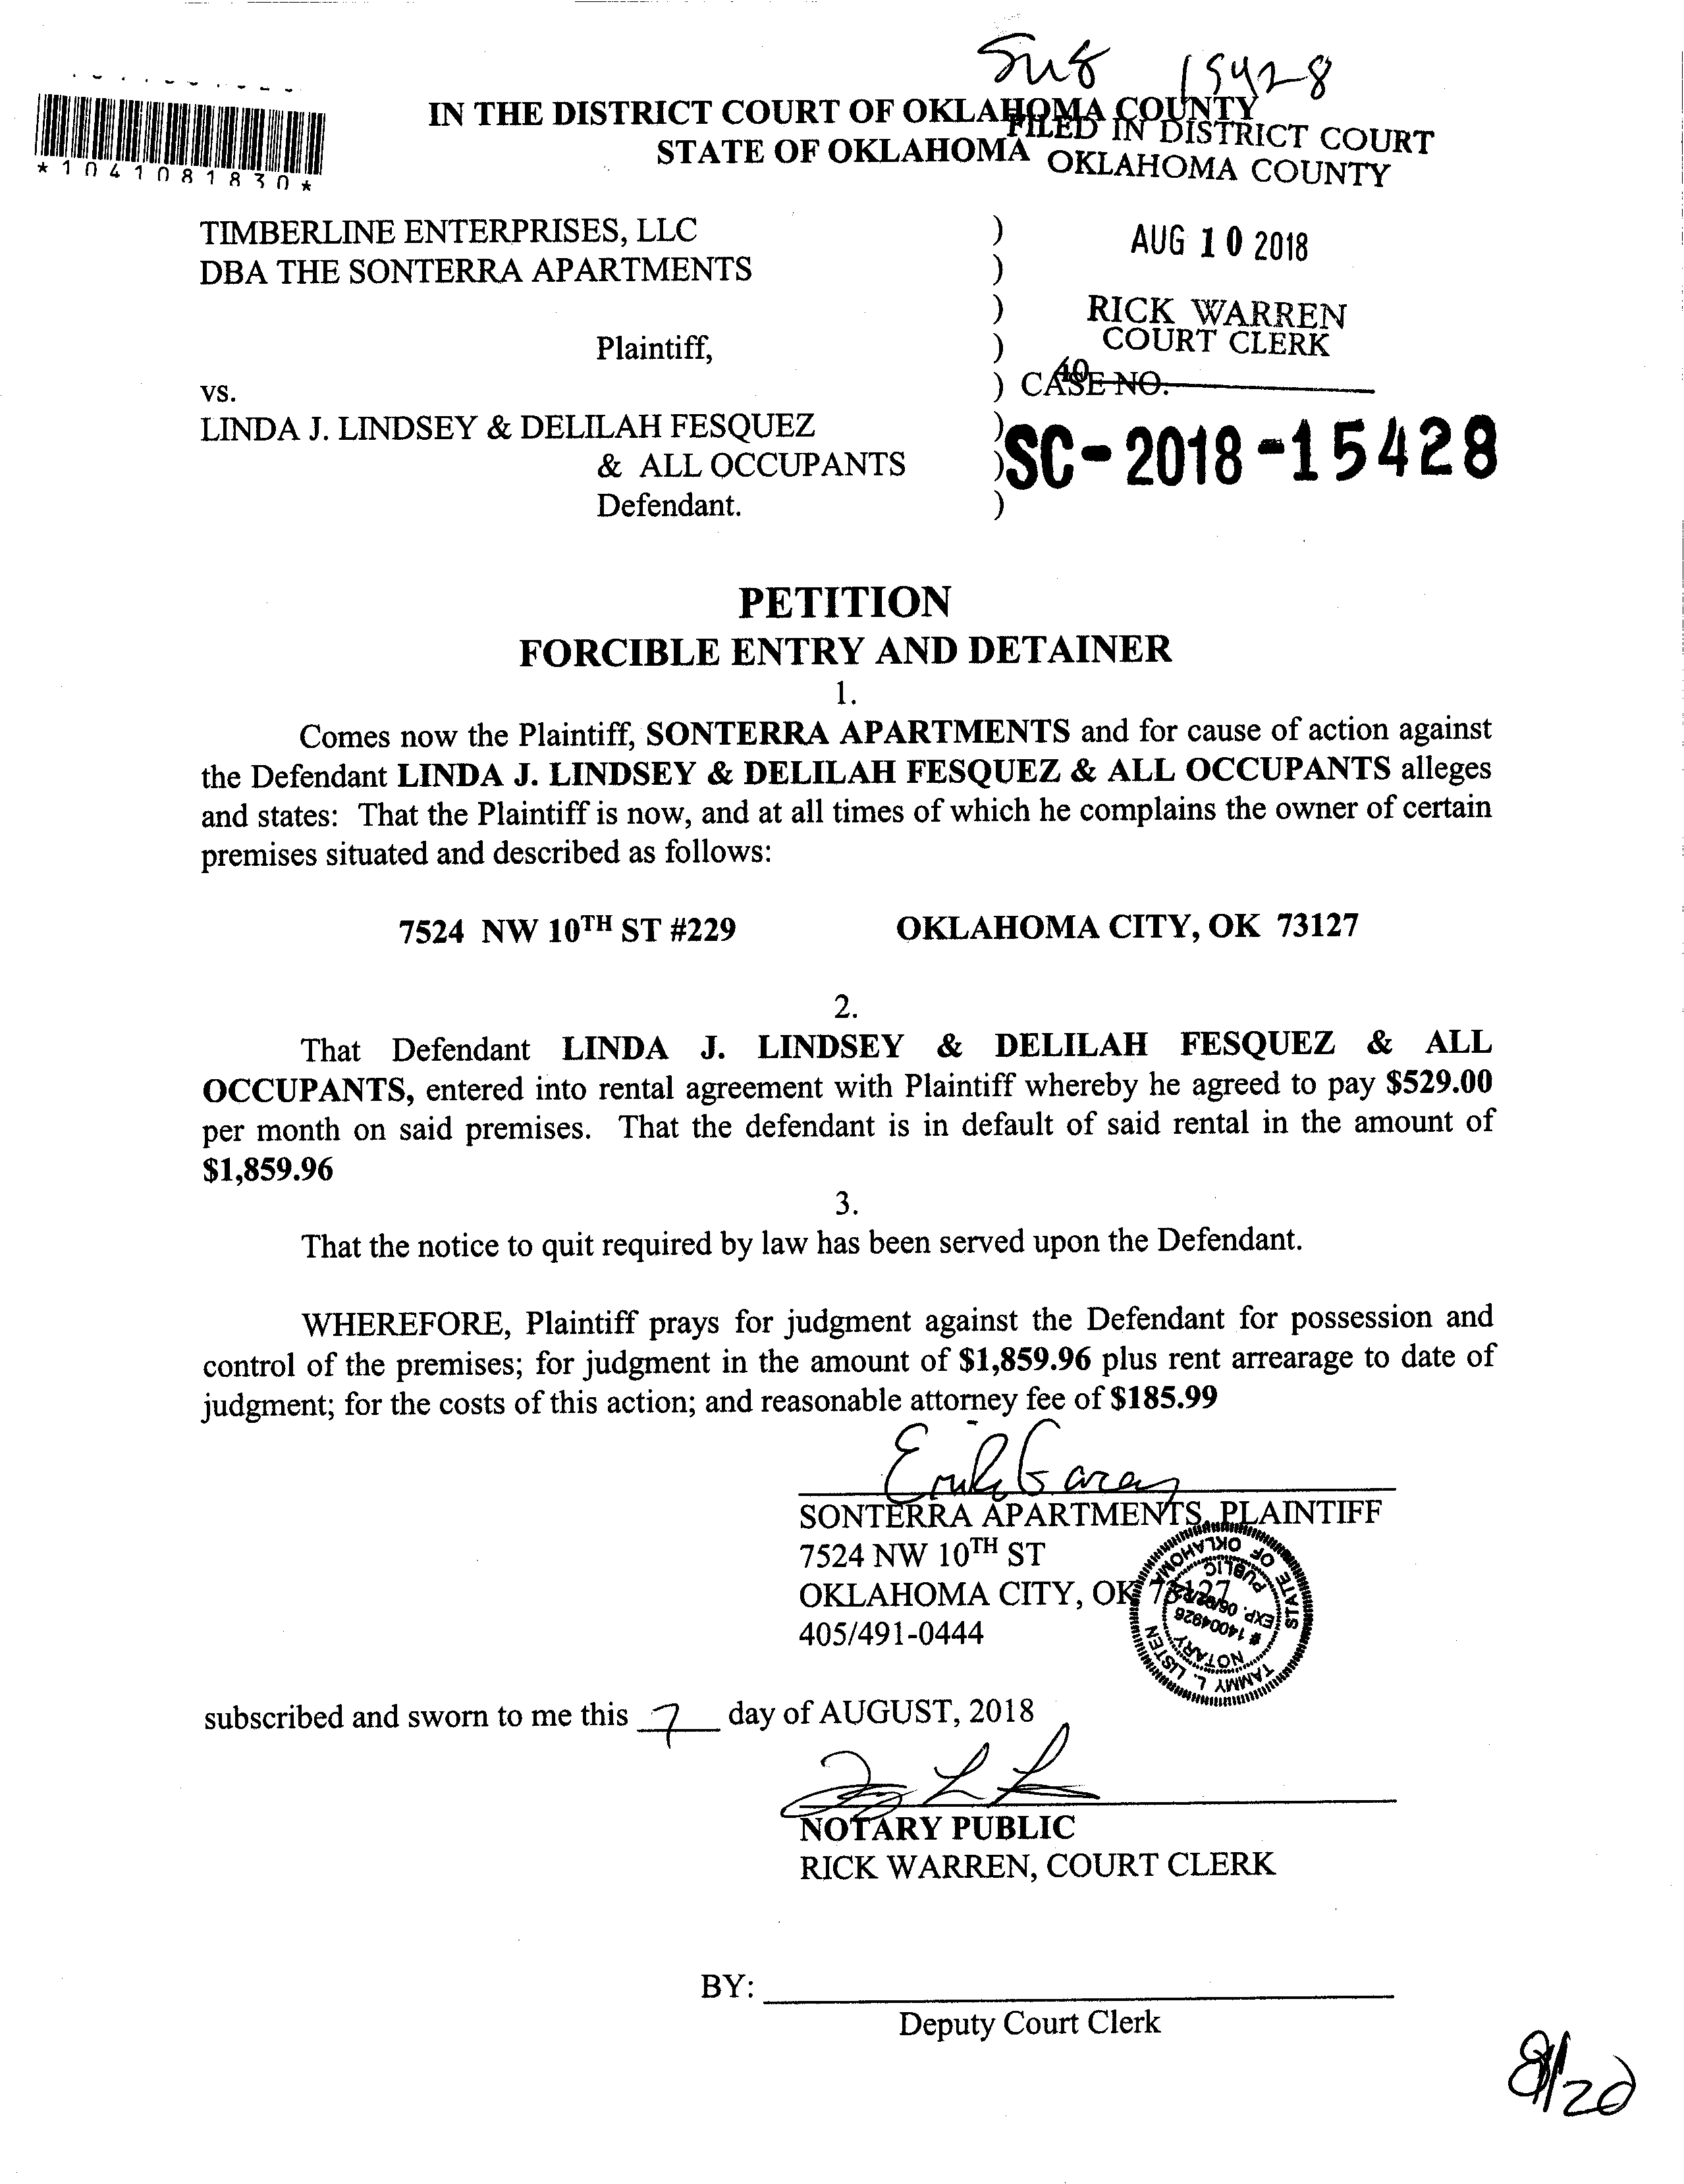 15428
IN THE DISTRICT COURT OF OKLAHOMA COUNTY
FILED IN DISTRICT COURT
STATE OF OKLAHOMA
OKLAHOMA COUNTY
*1041081830*
TIMBERLINE ENTERPRISES, LLC )
DBA THE SONTERRA APARTMENTS )
AUG 10 2018
)
RICK WARREN
COURT CLERK
Plaintiff, )
40
vs. ) CASE NO.
LINDA J. LINDSEY & DELILAH FESQUEZ )
& ALL OCCUPANTS )
SC-2018-15428
Defendant. )
PETITION
FORCIBLE ENTRY AND DETAINER
1.
Comes now the Plaintiff, SONTERRA APARTMENTS and for cause of action against
the Defendant LINDA J. LINDSEY & DELILAH FESQUEZ & ALL OCCUPANTS alleges
and states: That the Plaintiff is now, and at all times of which he complains the owner of certain
premises situated and described as follows:
7524 NW 10TH ST #229 OKLAHOMA CITY, OK 73127
2.
That Defendant LINDA J. LINDSEY & DELILAH FESQUEZ & ALL
OCCUPANTS, entered into rental agreement with Plaintiff whereby he agreed to pay $529.00
per month on said premises. That the defendant is in default of said rental in the amount of
$1,859.96
3.
That the notice to quit required by law has been served upon the Defendant.
WHEREFORE, Plaintiff prays for judgment against the Defendant for possession and
control of the premises; for judgment in the amount of $1,859.96 plus rent arrearage to date of
judgment; for the costs of this action; and reasonable attorney fee of $185.99
SONTERRA APARTMENTS, PLAINTIFF
7524 NW 10TH ST
OKLAHOMA CITY, OK 73127
405/491-0444
TAMMY L. LISTEN
STATE OF OKLAHOMA
NOTARY PUBLIC
# 14004926
EXP.
subscribed and sworn to me this 7 day of AUGUST, 2018
NOTARY PUBLIC
RICK WARREN, COURT CLERK
BY:
Deputy Court Clerk
8/20